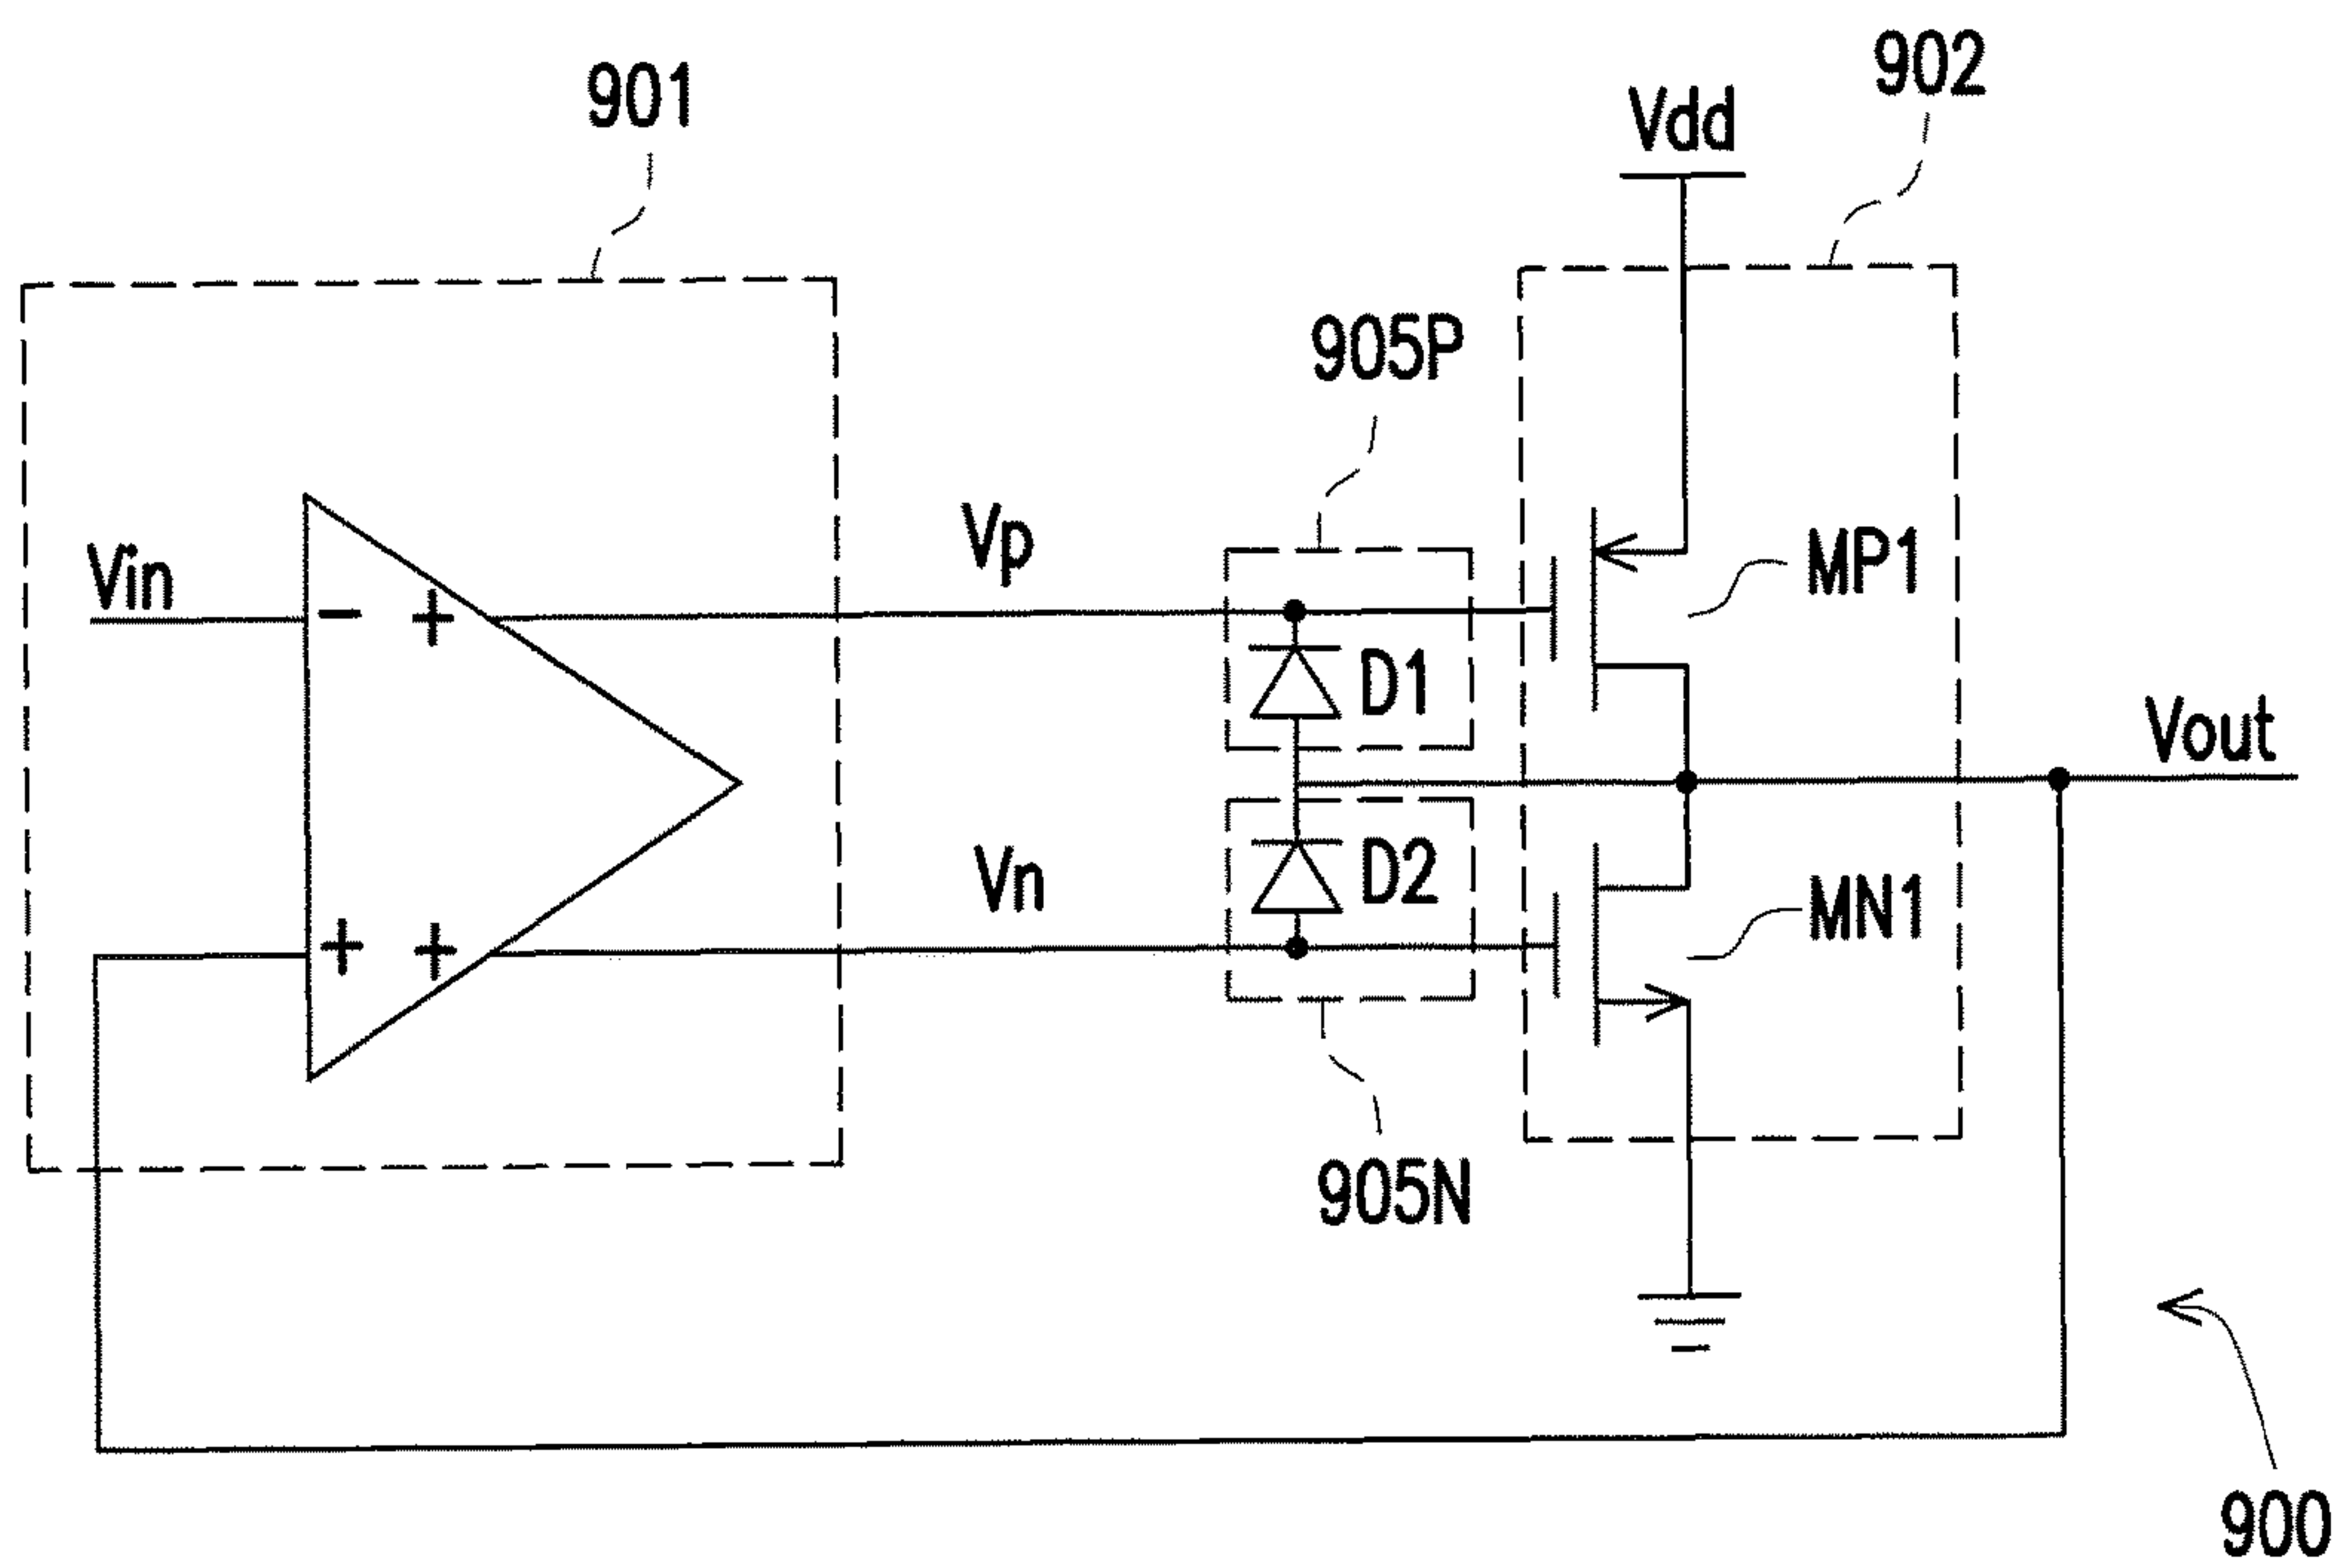 901
902
Vdd
905P
Vp
MP1
Vin
- +
D1
Vout
D2
Vn
MN1
+ +
905N
900